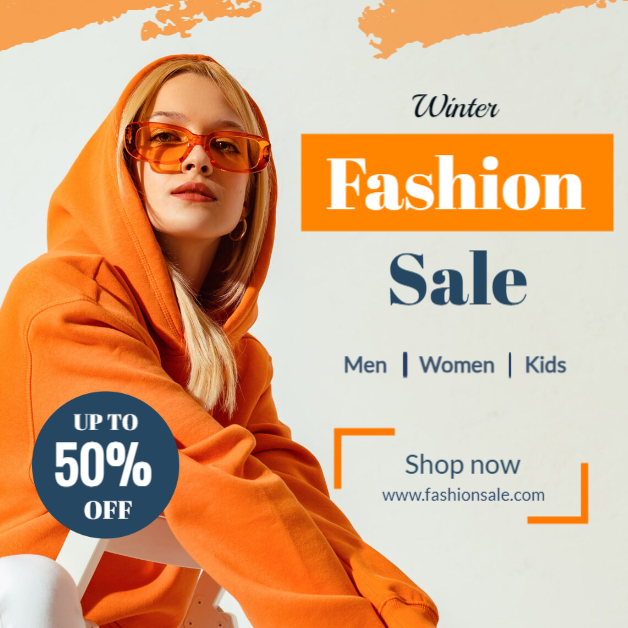 Winter
Fashion
Sale
Men | Women | Kids
UP TO
50%
OFF
Shop now
www.fashionsale.com